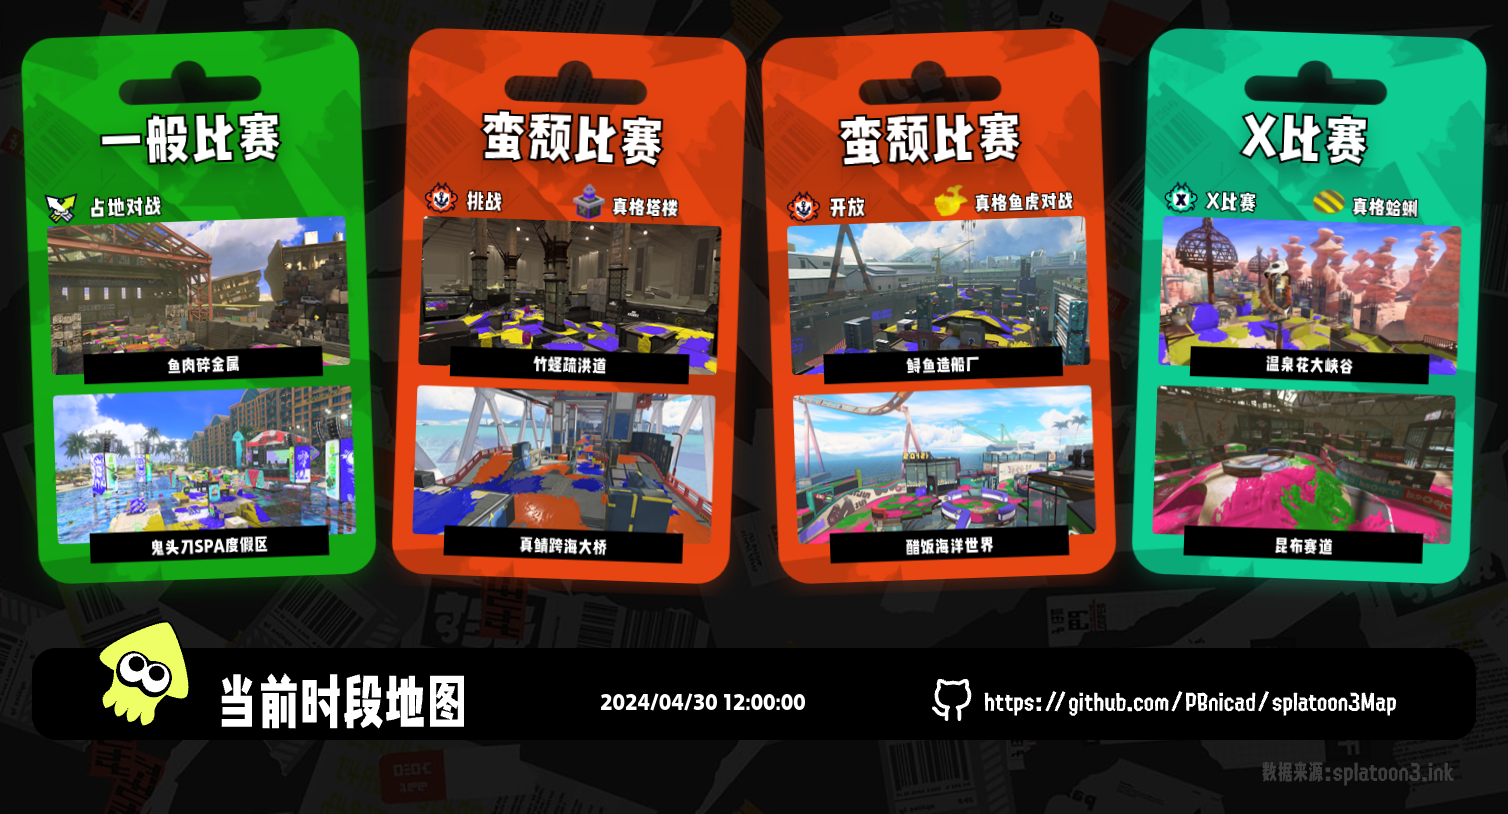 一般比赛
占地对战
鱼肉碎金属
鬼头刀SPA度假区
蛮颓比赛
挑战 真格塔楼
竹蛏疏洪道
真鲭跨海大桥
蛮颓比赛
开放 真格鱼虎对战
鲟鱼造船厂
醋饭海洋世界
X比赛
X比赛 真格蛤蜊
温泉花大峡谷
昆布赛道
当前时段地图
2024/04/30 12:00:00
https://github.com/PBnicad/splatoon3Map
数据来源:splatoon3.ink